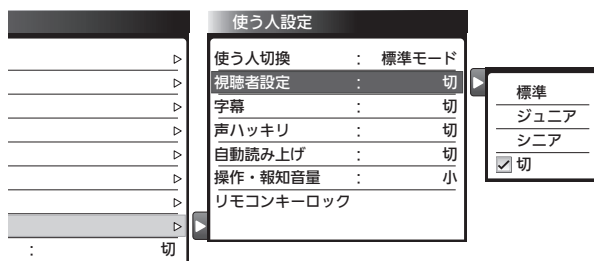 使う人設定
使う人切換 : 標準モード
視聴者設定 : 切
字幕 : 切
声ハッキリ : 切
自動読み上げ : 切
操作・報知音量 : 小
リモコンキーロック
: 切
標準
ジュニア
シニア
切